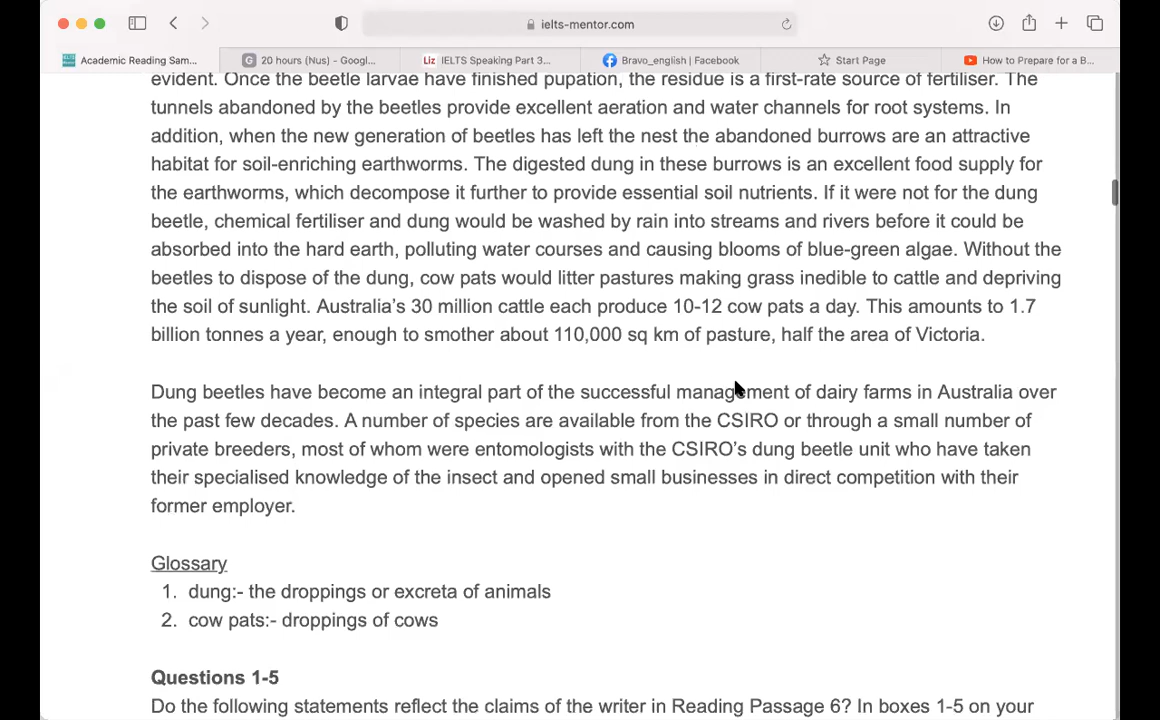 ielts-mentor.com
Academic Reading Sam...
G 20 hours (Nus) - Googl...
Liz IELTS Speaking Part 3...
Bravo_english | Facebook
Start Page
How to Prepare for a B...
evident. Once the beetle larvae have finished pupation, the residue is a first-rate source of fertiliser. The
tunnels abandoned by the beetles provide excellent aeration and water channels for root systems. In
addition, when the new generation of beetles has left the nest the abandoned burrows are an attractive
habitat for soil-enriching earthworms. The digested dung in these burrows is an excellent food supply for
the earthworms, which decompose it further to provide essential soil nutrients. If it were not for the dung
beetle, chemical fertiliser and dung would be washed by rain into streams and rivers before it could be
absorbed into the hard earth, polluting water courses and causing blooms of blue-green algae. Without the
beetles to dispose of the dung, cow pats would litter pastures making grass inedible to cattle and depriving
the soil of sunlight. Australia's 30 million cattle each produce 10-12 cow pats a day. This amounts to 1.7
billion tonnes a year, enough to smother about 110,000 sq km of pasture, half the area of Victoria.
Dung beetles have become an integral part of the successful management of dairy farms in Australia over
the past few decades. A number of species are available from the CSIRO or through a small number of
private breeders, most of whom were entomologists with the CSIRO's dung beetle unit who have taken
their specialised knowledge of the insect and opened small businesses in direct competition with their
former employer.
Glossary
1. dung:- the droppings or excreta of animals
2. cow pats:- droppings of cows
Questions 1-5
Do the following statements reflect the claims of the writer in Reading Passage 6? In boxes 1-5 on your